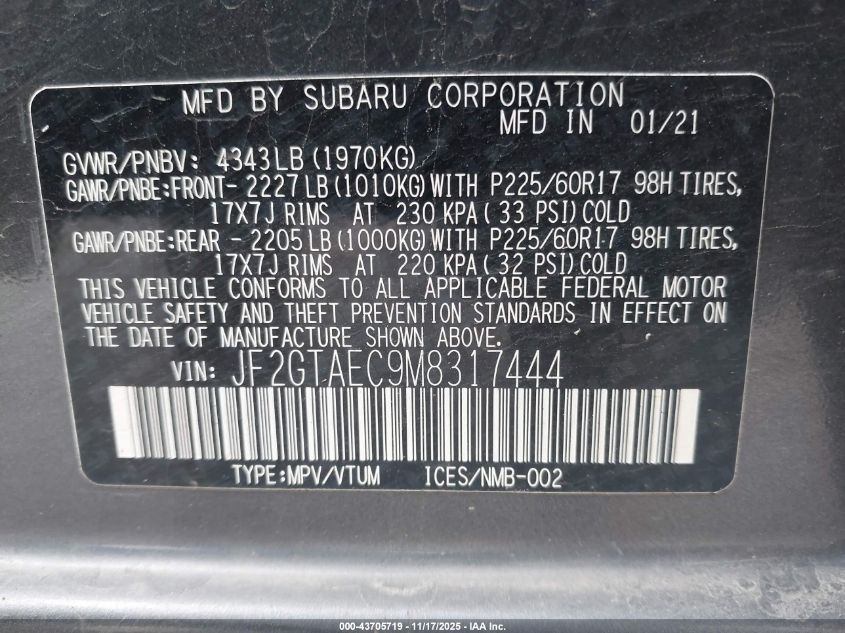 MFD BY SUBARU CORPORATION
MFD IN 01/21
GVWR/PNBV: 4343LB (1970KG)
GAWR/PNBE:FRONT- 2227LB (1010KG) WITH P225/60R17 98H TIRES,
17X7J RIMS AT 230 KPA ( 33 PSI) COLD
GAWR/PNBE:REAR - 2205LB (1000KG) WITH P225/60R17 98H TIRES,
17X7J RIMS AT 220 KPA ( 32 PSI) COLD
THIS VEHICLE CONFORMS TO ALL APPLICABLE FEDERAL MOTOR
VEHICLE SAFETY AND THEFT PREVENTION STANDARDS IN EFFECT ON
THE DATE OF MANUFACTURE SHOWN ABOVE.
VIN: JF2GTAEC9M8317444
TYPE:MPV/VTUM ICES/NMB-002
000-43705719 - 11/17/2025 - IAA Inc.